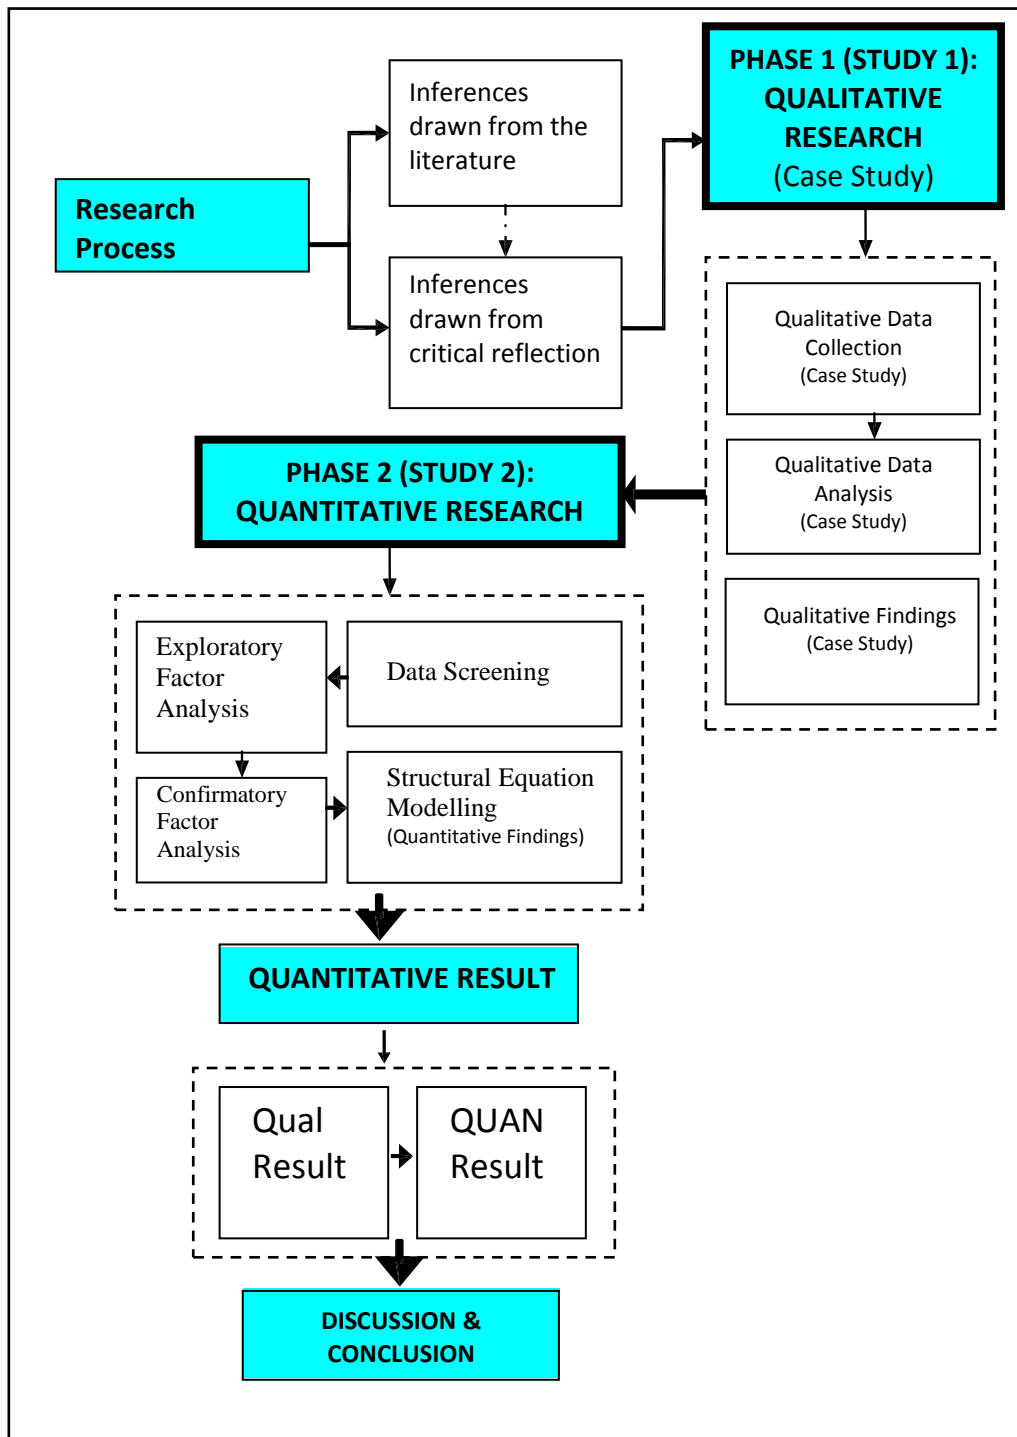 Research
Process
Inferences
drawn from the
literature
Inferences
drawn from
critical reflection
PHASE 1 (STUDY 1):
QUALITATIVE
RESEARCH
(Case Study)
Qualitative Data
Collection
(Case Study)
Qualitative Data
Analysis
(Case Study)
Qualitative Findings
(Case Study)
PHASE 2 (STUDY 2):
QUANTITATIVE RESEARCH
Data Screening
Exploratory
Factor
Analysis
Confirmatory
Factor
Analysis
Structural Equation
Modelling
(Quantitative Findings)
QUANTITATIVE RESULT
Qual
Result
QUAN
Result
DISCUSSION &
CONCLUSION